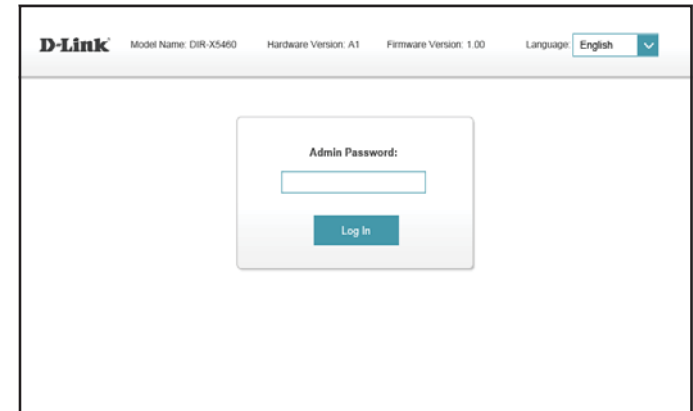 D-Link Model Name: DIR-X5460 Hardware Version: A1 Firmware Version: 1.00 Language: English
Admin Password:
Log In